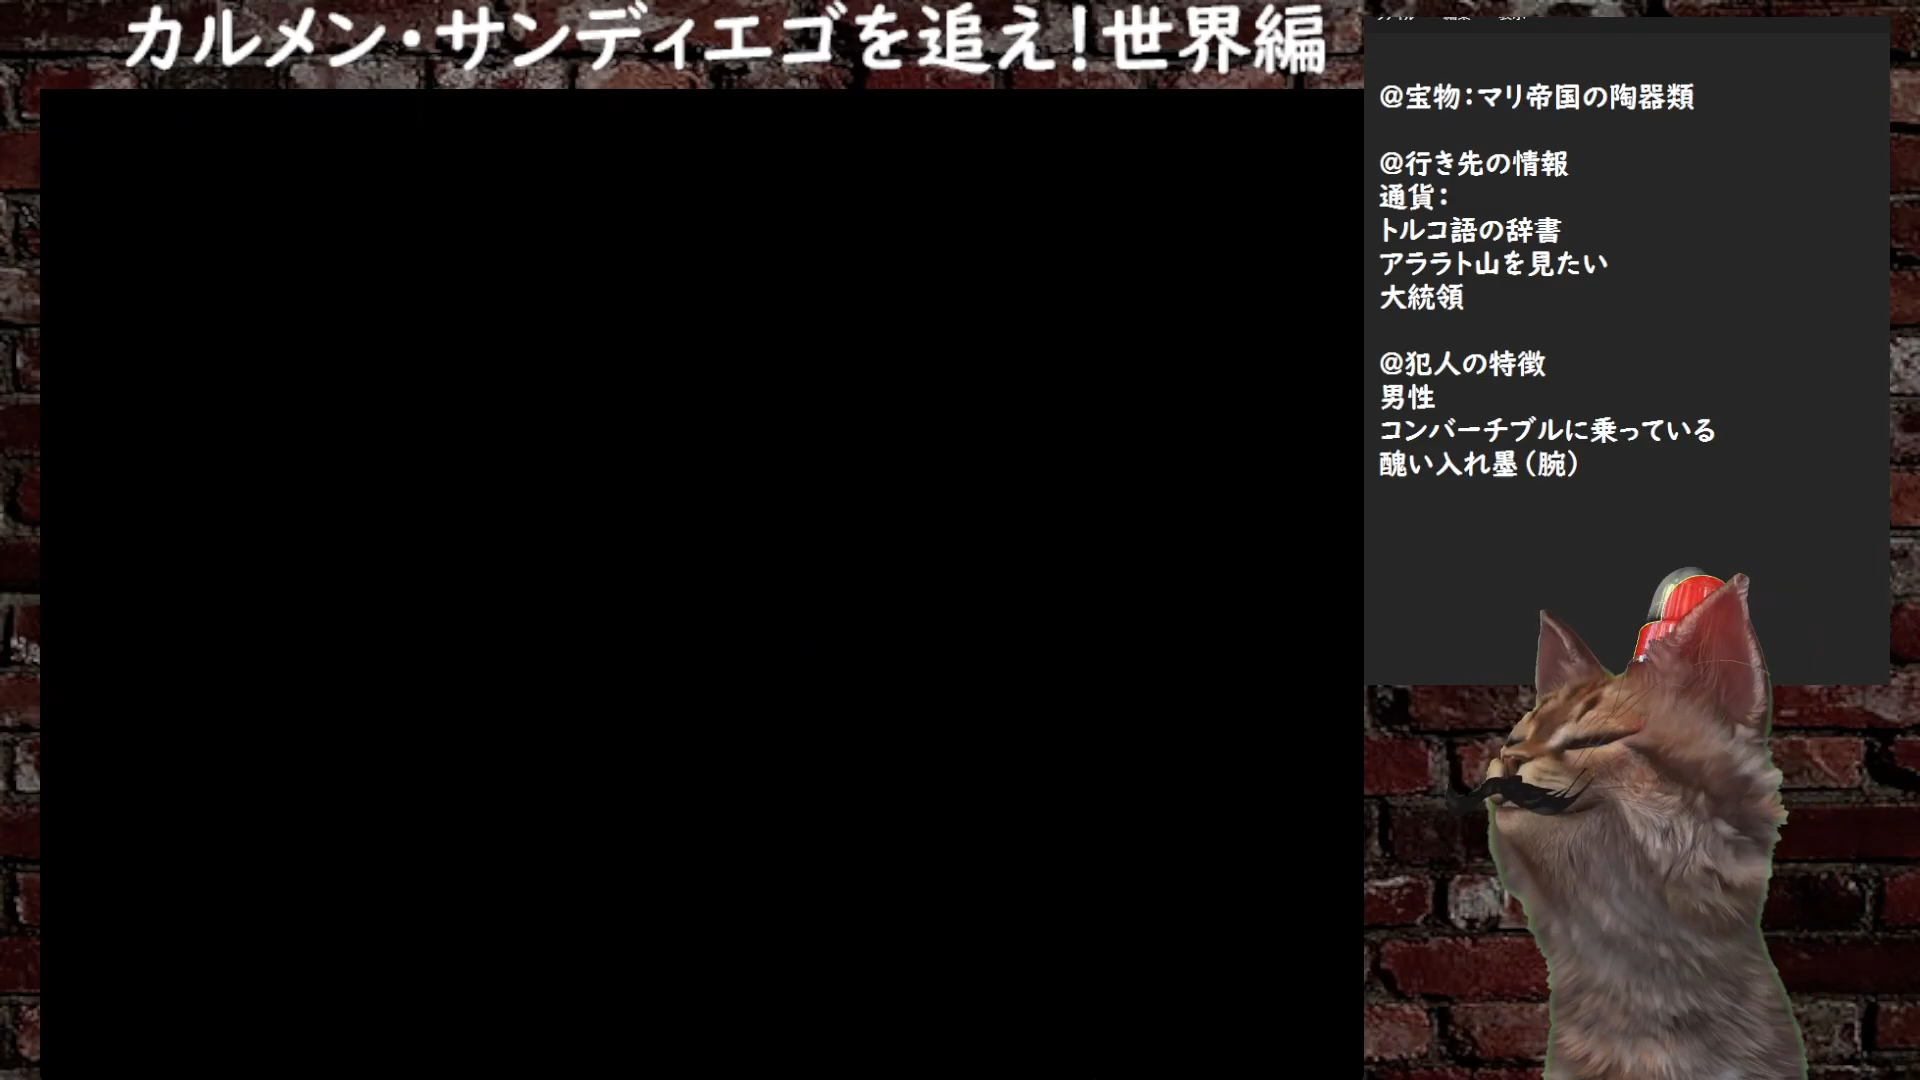 カルメン・サンディエゴを追え!世界編
@宝物:マリ帝国の陶器類
@行き先の情報
通貨:
トルコ語の辞書
アララト山を見たい
大統領
@犯人の特徴
男性
コンバーチブルに乗っている
醜い入れ墨(腕)